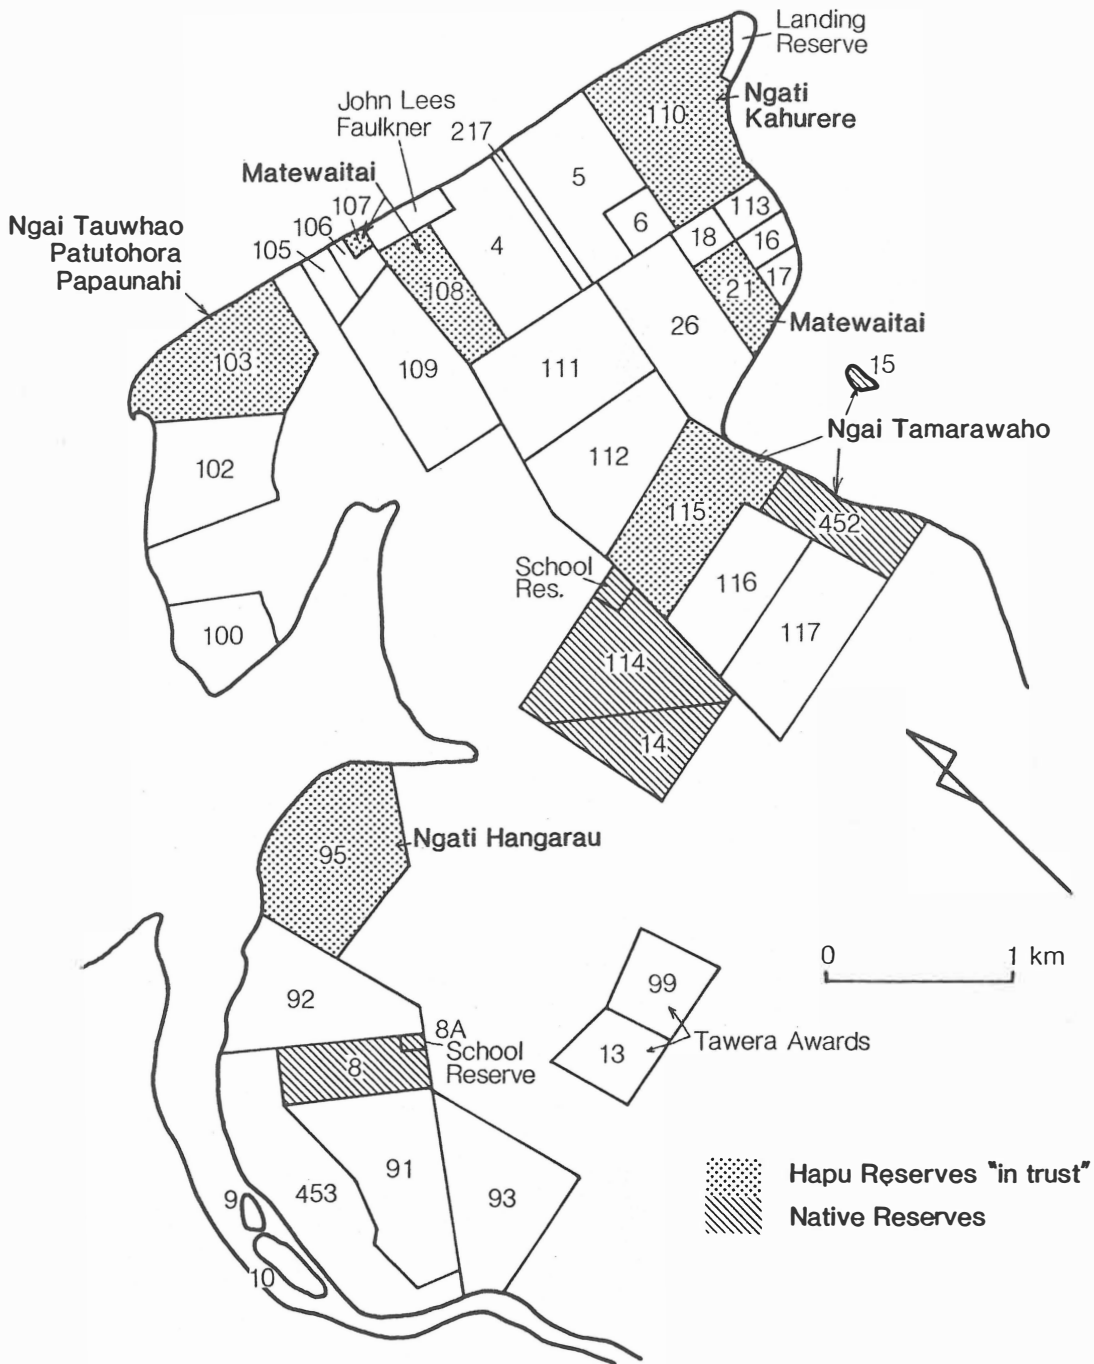 Landing
Reserve
John Lees
Faulkner
217
110
Ngati
Kahurere
Matewaitai
5
107
106
105
6
113
Ngai Tauwhao
Patutohora
Papaunahi
4
18
16
17
108
21
26
Matewaitai
103
109
111
15
Ngai Tamarawaho
102
112
115
452
School
Res.
116
100
117
114
14
95
Ngati Hangarau
0 1 km
92
99
8A
School
Reserve
13
Tawera Awards
8
91
453
93
9
10
Hapu Reserves "in trust"
Native Reserves